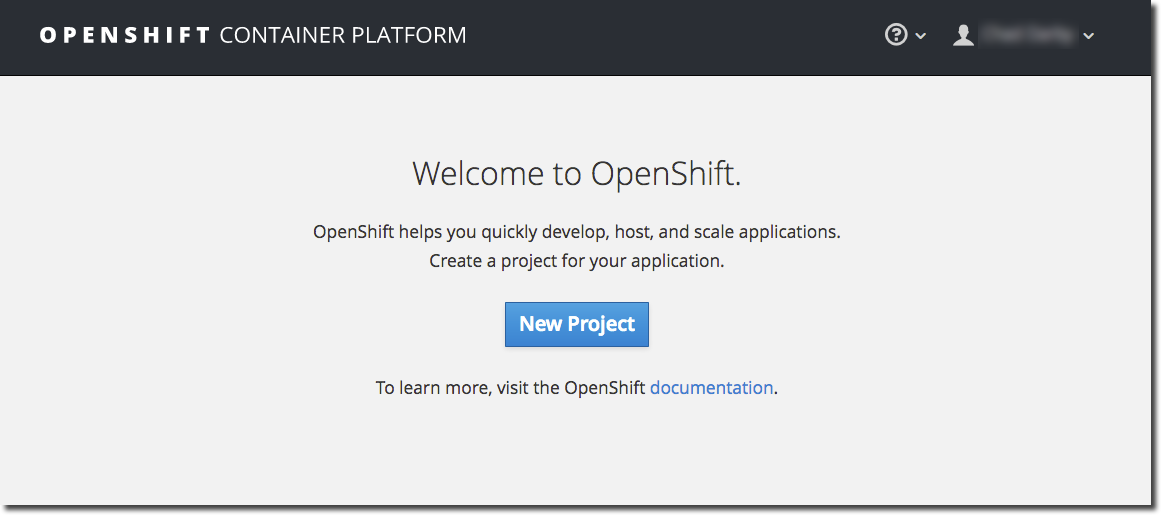 OPENSHIFT CONTAINER PLATFORM
Welcome to OpenShift.
OpenShift helps you quickly develop, host, and scale applications.
Create a project for your application.
New Project
To learn more, visit the OpenShift documentation.